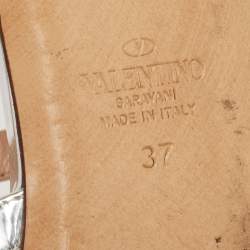 VALENTINO
GARAVANI
MADE IN ITALY
37